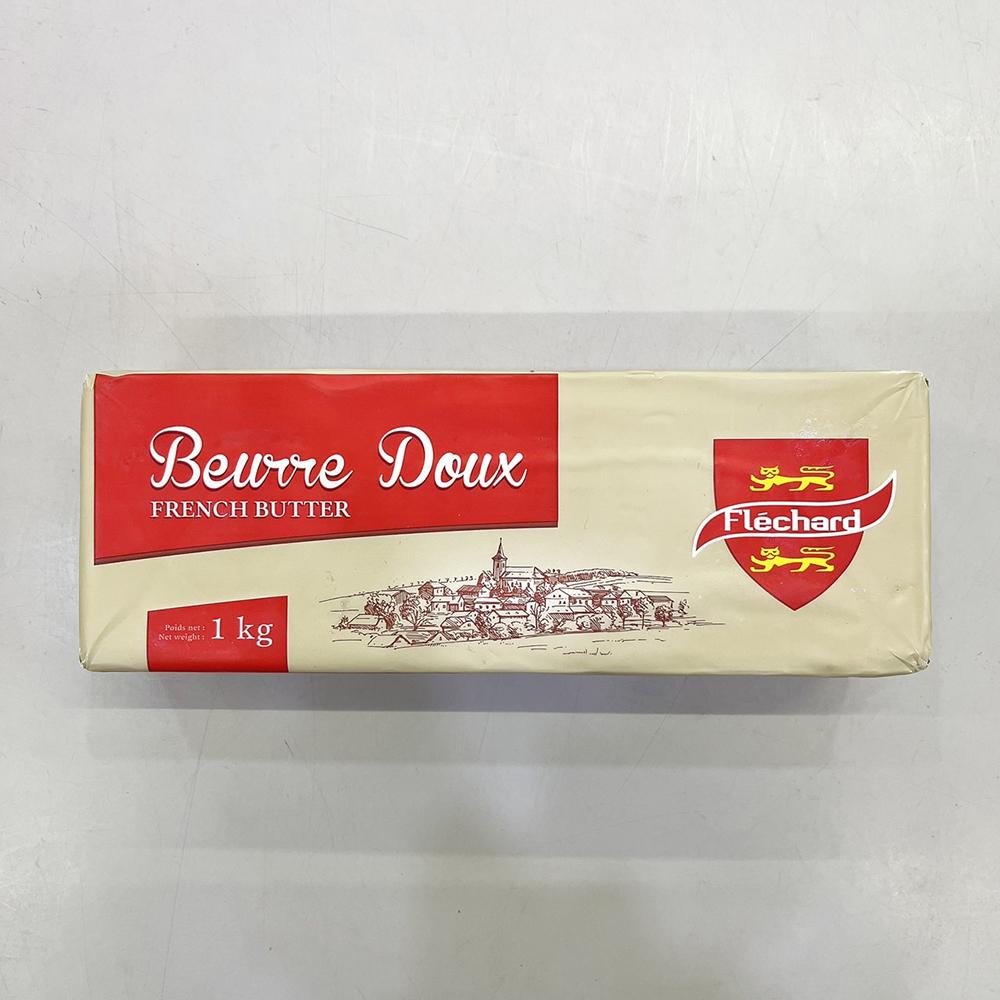 Beurre Doux
FRENCH BUTTER
Fléchard
Poids net :
Net weight : 1 kg